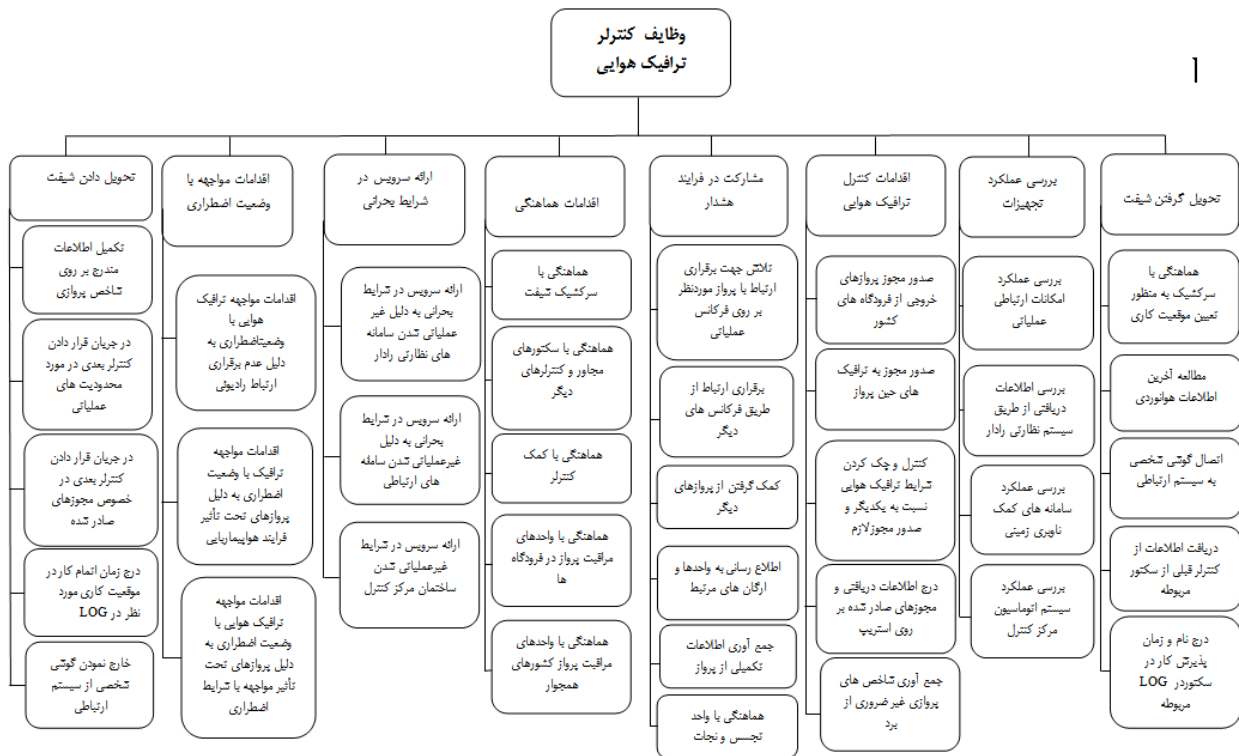 وظایف کنترلر
ترافیک هوایی
1
تحویل گرفتن شیفت
هماهنگی با
سرکشیک به منظور
تعیین موقعیت کاری
مطالعه آخرین
اطلاعات هوانوردی
اتصال گوشی شخصی
به سیستم ارتباطی
دریافت اطلاعات از
کنترلر قبلی از سکتور
مربوطه
درج نام و زمان
پذیرش کار در
سکتوردر LOG
مربوطه
بررسی عملکرد
تجهیزات
بررسی عملکرد
امکانات ارتباطی
عملیاتی
بررسی اطلاعات
دریافتی از طریق
سیستم نظارتی رادار
بررسی عملکرد
سامانه های کمک
ناوبری زمینی
بررسی عملکرد
سیستم اتوماسیون
مرکز کنترل
اقدامات کنترل
ترافیک هوایی
صدور مجوز پروازهای
خروجی از فرودگاه های
کشور
صدور مجوز به ترافیک
های حین پرواز
کنترل و چک کردن
شرایط ترافیک هوایی
نسبت به یکدیگر و
صدور مجوزلازم
درج اطلاعات دریافتی و
مجوزهای صادر شده بر
روی استریپ
جمع آوری شاخص های
پروازی غیر ضروری از
برد
مشارکت در فرایند
هشدار
تلاش جهت برقراری
ارتباط با پرواز موردنظر
بر روی فرکانس
عملیاتی
برقراری ارتباط از
طریق فرکانس های
دیگر
کمک گرفتن از پروازهای
دیگر
اطلاع رسانی به واحدها و
ارگان های مرتبط
جمع آوری اطلاعات
تکمیلی از پرواز
هماهنگی با واحد
تجسس و نجات
اقدامات هماهنگی
هماهنگی با
سرکشیک شیفت
هماهنگی با سکتورهای
مجاور و کنترلرهای
دیگر
هماهنگی با کمک
کنترلر
هماهنگی با واحدهای
مراقبت پرواز در فرودگاه
ها
هماهنگی با واحدهای
مراقبت پرواز کشورهای
همجوار
ارائه سرویس در
شرایط بحرانی
ارائه سرویس در شرایط
بحرانی به دلیل غیر
عملیاتی شدن سامانه
های نظارتی رادار
ارائه سرویس در شرایط
بحرانی به دلیل
غیرعملیاتی شدن سامانه
های ارتباطی
ارائه سرویس در شرایط
غیرعملیاتی شدن
ساختمان مرکز کنترل
اقدامات مواجهه با
وضعیت اضطراری
اقدامات مواجهه ترافیک
هوایی با
وضعیتاضطراری به
دلیل عدم برقراری
ارتباط رادیوئی
اقدامات مواجهه
ترافیک با وضعیت
اضطراری به دلیل
پروازهای تحت تأثیر
فرایند هواپیماربایی
اقدامات مواجهه
ترافیک هوایی با
وضعیت اضطراری به
دلیل پروازهای تحت
تأثیر مواجهه با شرایط
اضطراری
تحویل دادن شیفت
تکمیل اطلاعات
مندرج بر روی
شاخص پروازی
در جریان قرار دادن
کنترلر بعدی در مورد
محدودیت های
عملیاتی
در جریان قرار دادن
کنترلر بعدی در
خصوص مجوزهای
صادر شده
درج زمان اتمام کار در
موقعیت کاری مورد
نظر در LOG
خارج نمودن گوشی
شخصی از سیستم
ارتباطی